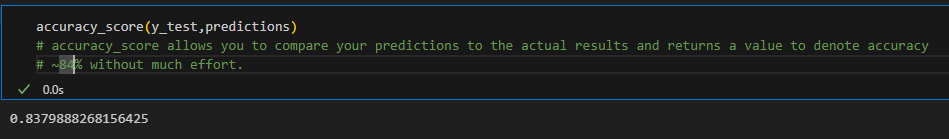 accuracy_score(y_test,predictions)
# accuracy_score allows you to compare your predictions to the actual results and returns a value to denote accuracy
# ~84% without much effort.
0.0s
0.8379888268156425